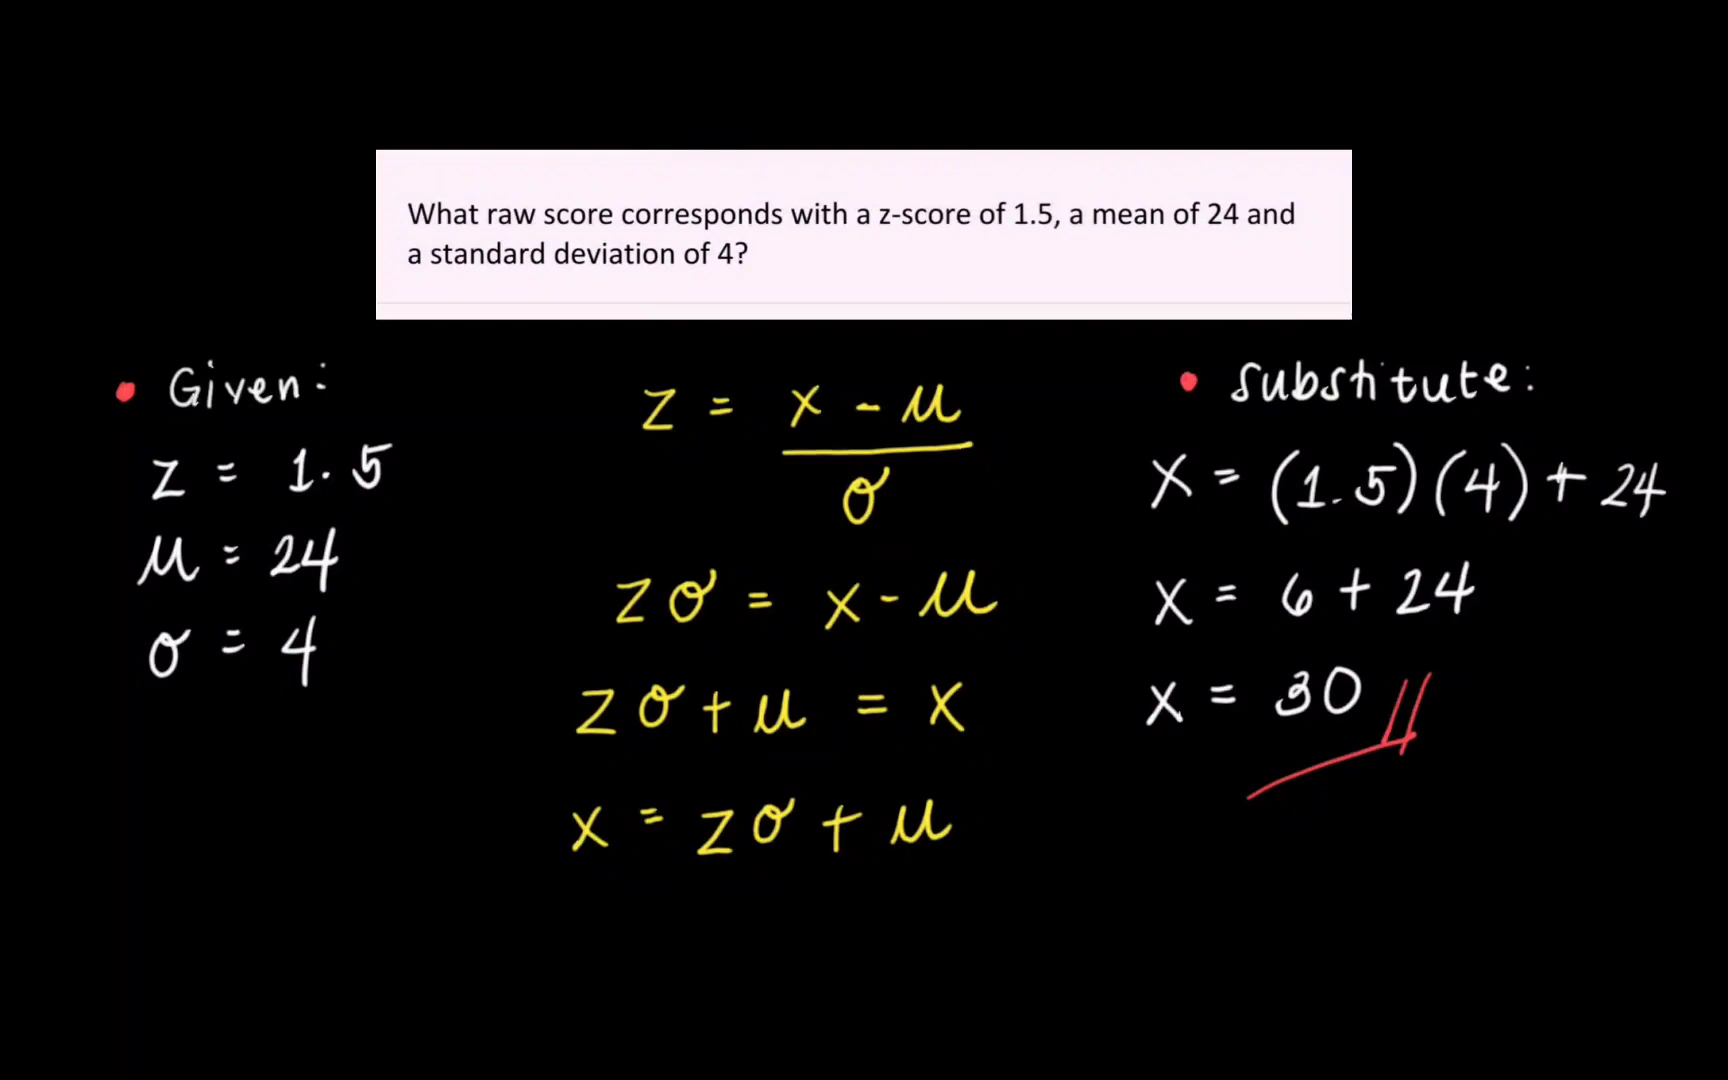 What raw score corresponds with a z-score of 1.5, a mean of 24 and
a standard deviation of 4?
• Given:
z = 1.5
μ = 24
σ = 4
z = x - μ
σ
zσ = x - μ
zσ + μ = x
x = zσ + μ
• Substitute:
x = (1.5)(4) + 24
x = 6 + 24
x = 30